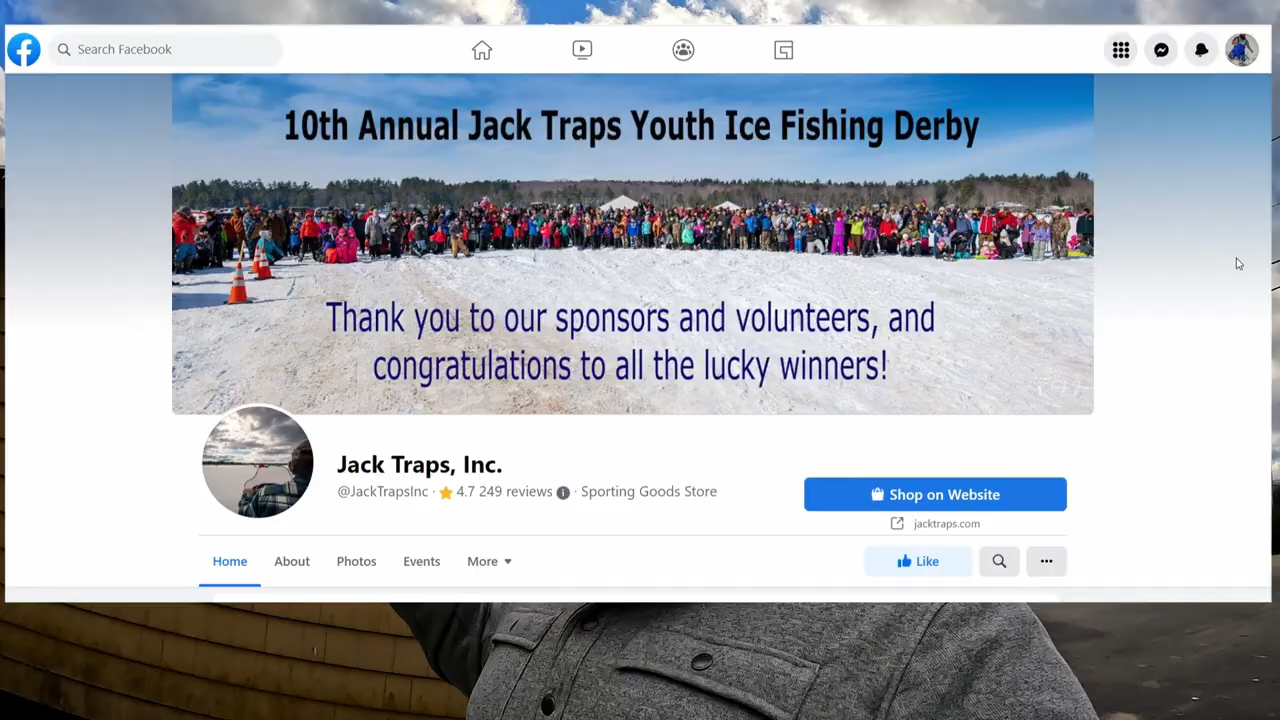 Search Facebook
10th Annual Jack Traps Youth Ice Fishing Derby
Thank you to our sponsors and volunteers, and
congratulations to all the lucky winners!
Jack Traps, Inc.
@JackTrapsInc · 4.7 249 reviews · Sporting Goods Store
Shop on Website
jacktraps.com
Home About Photos Events More
Like